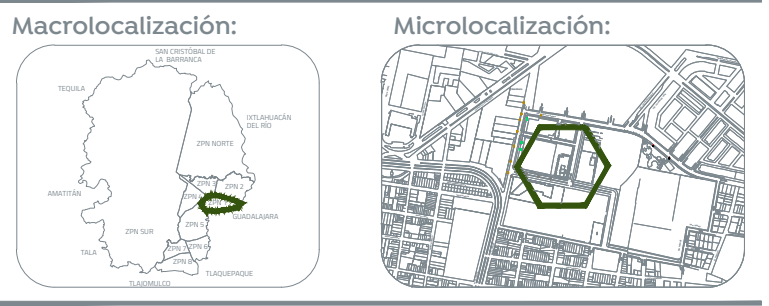 Macrolocalización:
Microlocalización:
SAN CRISTÓBAL DE
LA BARRANCA
TEQUILA
IXTLAHUACÁN
DEL RÍO
ZPN NORTE
ZPN 3
ZPN 2
AMATITÁN
GUADALAJARA
ZPN 5
ZPN SUR
ZPN 7
ZPN 6
TALA
ZPN 8
TLAQUEPAQUE
TLAJOMULCO